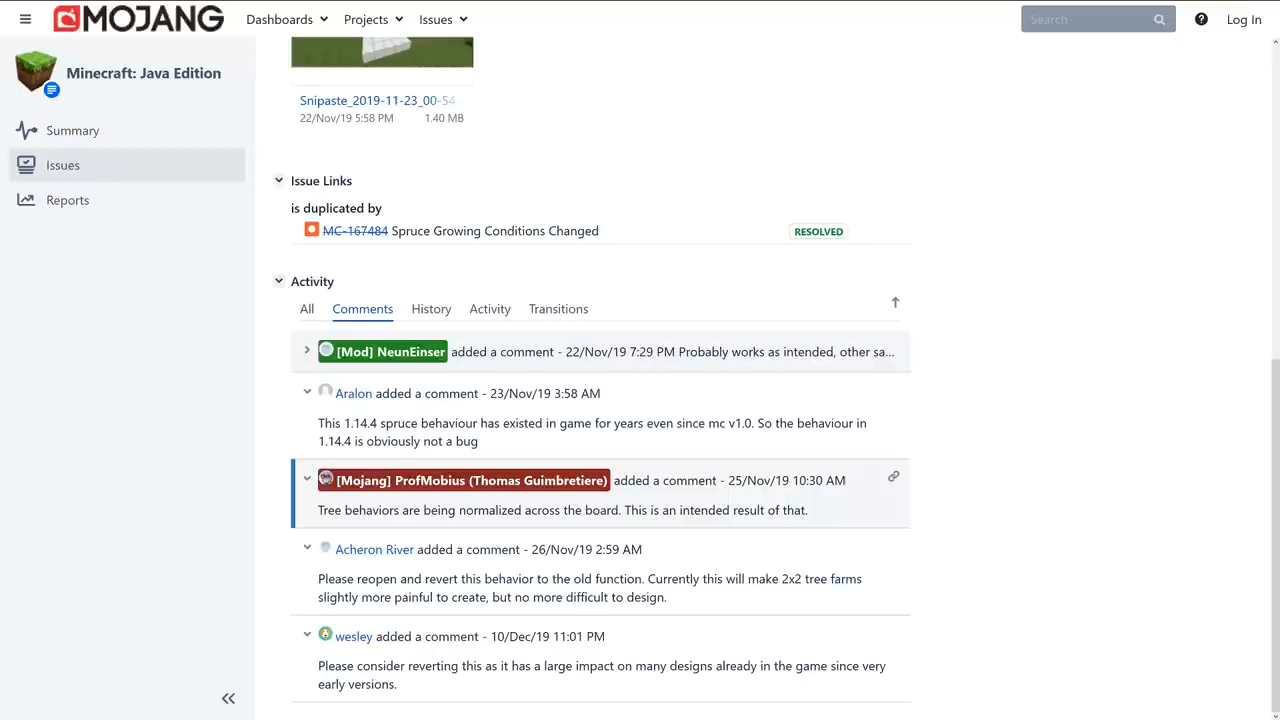 MOJANG
Dashboards Projects Issues Search Log In
Minecraft: Java Edition
Summary
Issues
Reports
Snipaste_2019-11-23_00-54
22/Nov/19 5:58 PM 1.40 MB
Issue Links
is duplicated by
MC-167484 Spruce Growing Conditions Changed RESOLVED
Activity
All Comments History Activity Transitions
[Mod] NeunEinser added a comment - 22/Nov/19 7:29 PM Probably works as intended, other sa...
Aralon added a comment - 23/Nov/19 3:58 AM
This 1.14.4 spruce behaviour has existed in game for years even since mc v1.0. So the behaviour in
1.14.4 is obviously not a bug
[Mojang] ProfMobius (Thomas Guimbretiere) added a comment - 25/Nov/19 10:30 AM
Tree behaviors are being normalized across the board. This is an intended result of that.
Acheron River added a comment - 26/Nov/19 2:59 AM
Please reopen and revert this behavior to the old function. Currently this will make 2x2 tree farms
slightly more painful to create, but no more difficult to design.
wesley added a comment - 10/Dec/19 11:01 PM
Please consider reverting this as it has a large impact on many designs already in the game since very
early versions.